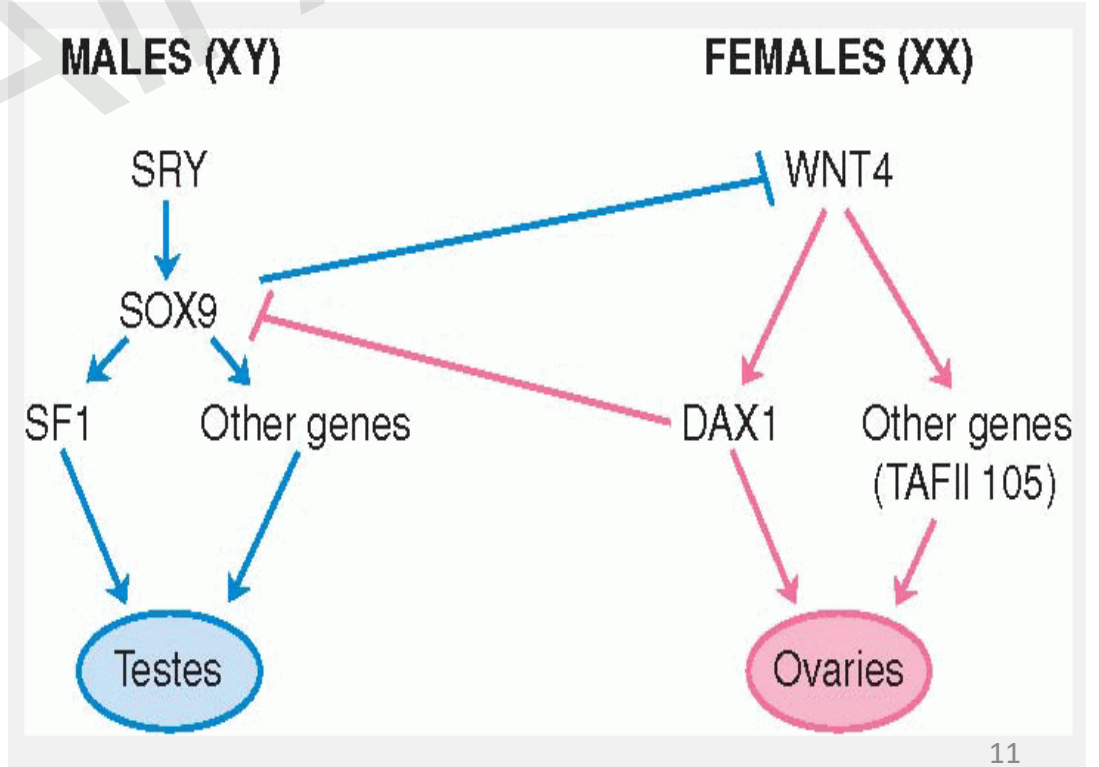 MALES (XY)
FEMALES (XX)
SRY
WNT4
SOX9
SF1
Other genes
DAX1
Other genes
(TAFII 105)
Testes
Ovaries
11